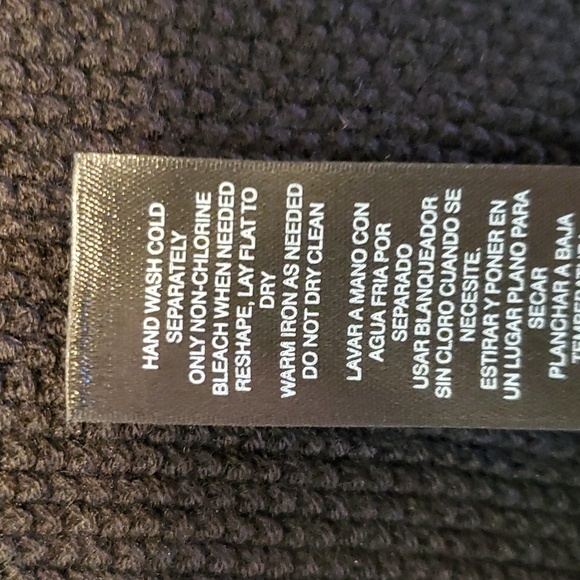 HAND WASH COLD
SEPARATELY
ONLY NON-CHLORINE
BLEACH WHEN NEEDED
RESHAPE, LAY FLAT TO
DRY
WARM IRON AS NEEDED
DO NOT DRY CLEAN
LAVAR A MANO CON
AGUA FRIA POR
SEPARADO
USAR BLANQUEADOR
SIN CLORO CUANDO SE
NECESITE.
ESTIRAR Y PONER EN
UN LUGAR PLANO PARA
SECAR
PLANCHAR A BAJA